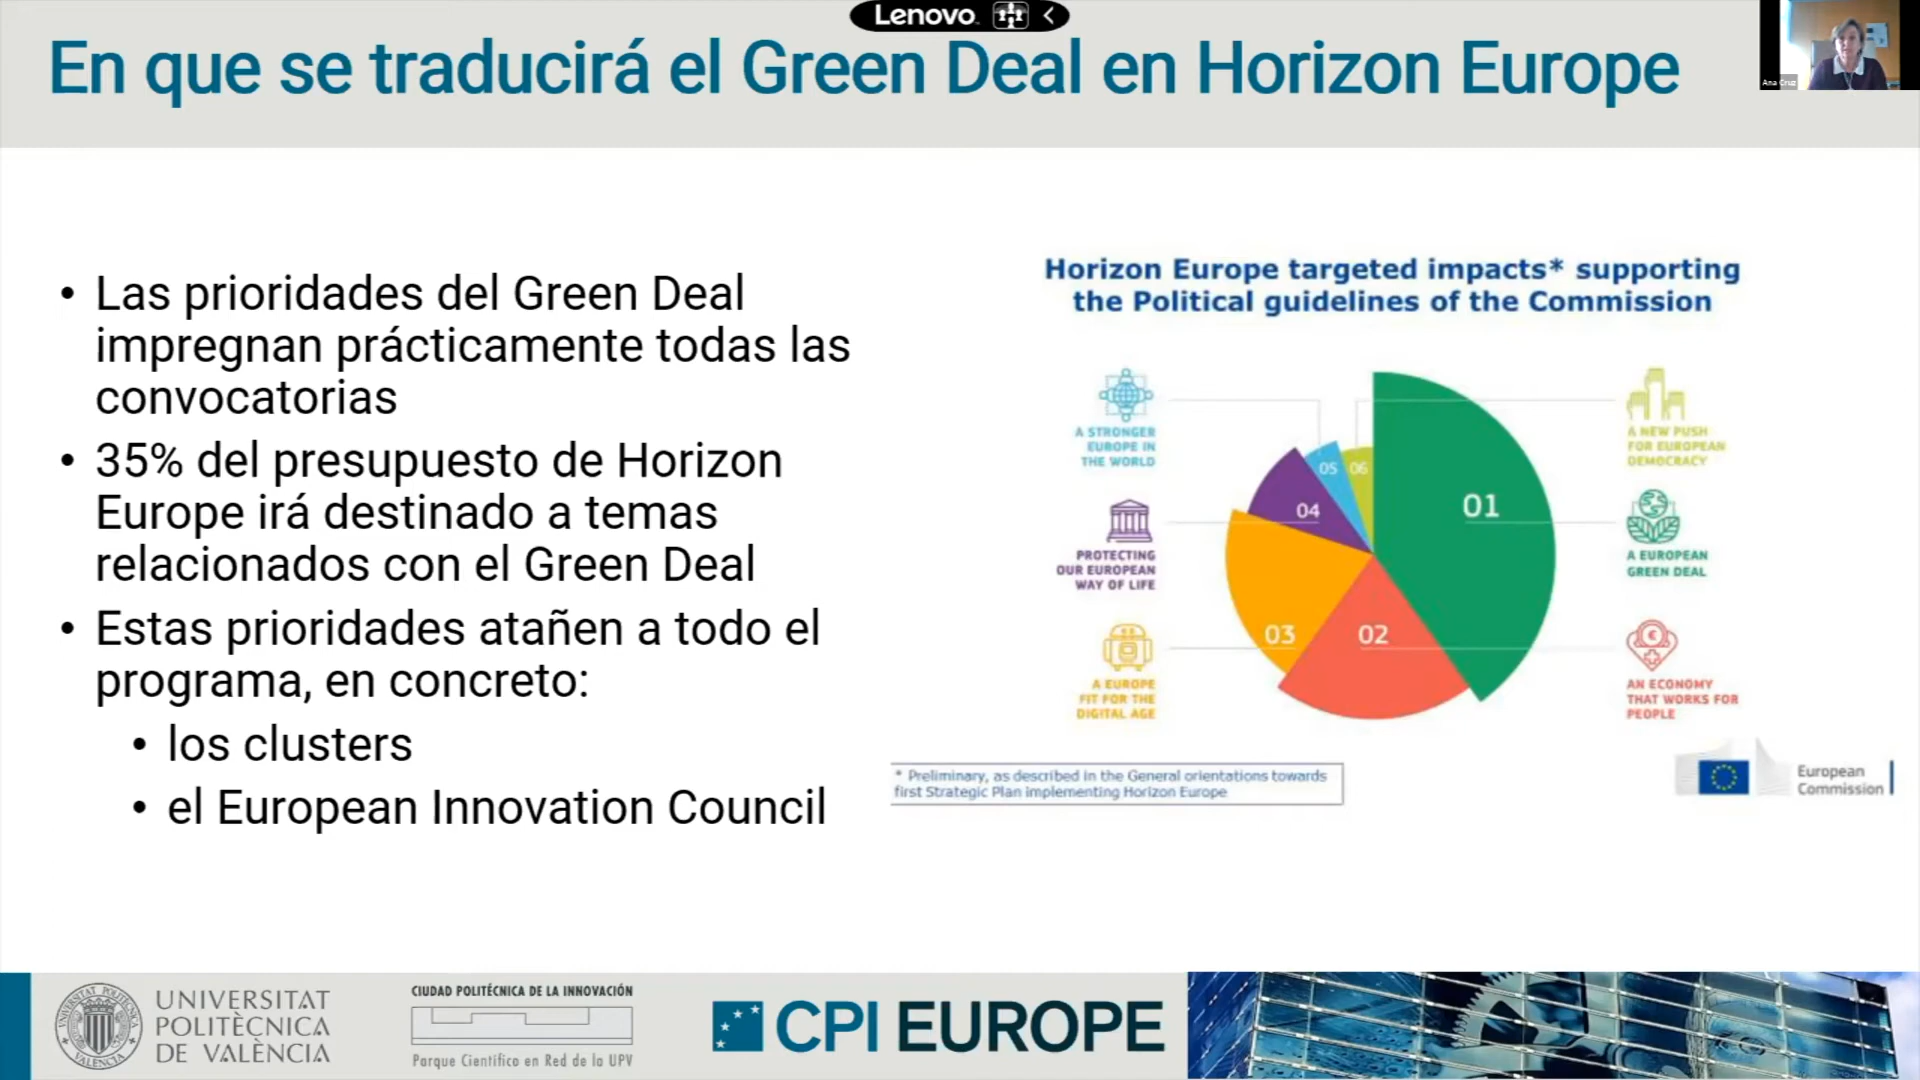 Lenovo
En que se traducirá el Green Deal en Horizon Europe
Ana Cruz
• Las prioridades del Green Deal
impregnan prácticamente todas las
convocatorias
• 35% del presupuesto de Horizon
Europe irá destinado a temas
relacionados con el Green Deal
• Estas prioridades atañen a todo el
programa, en concreto:
• los clusters
• el European Innovation Council
Horizon Europe targeted impacts* supporting
the Political guidelines of the Commission
A STRONGER
EUROPE IN
THE WORLD
PROTECTING
OUR EUROPEAN
WAY OF LIFE
A EUROPE
FIT FOR THE
DIGITAL AGE
01
02
03
04
05
06
A NEW PUSH
FOR EUROPEAN
DEMOCRACY
A EUROPEAN
GREEN DEAL
AN ECONOMY
THAT WORKS FOR
PEOPLE
* Preliminary, as described in the General orientations towards
first Strategic Plan implementing Horizon Europe
European
Commission
UNIVERSITAT
POLITÈCNICA
DE VALÈNCIA
CIUDAD POLITÉCNICA DE LA INNOVACIÓN
Parque Científico en Red de la UPV
CPI EUROPE